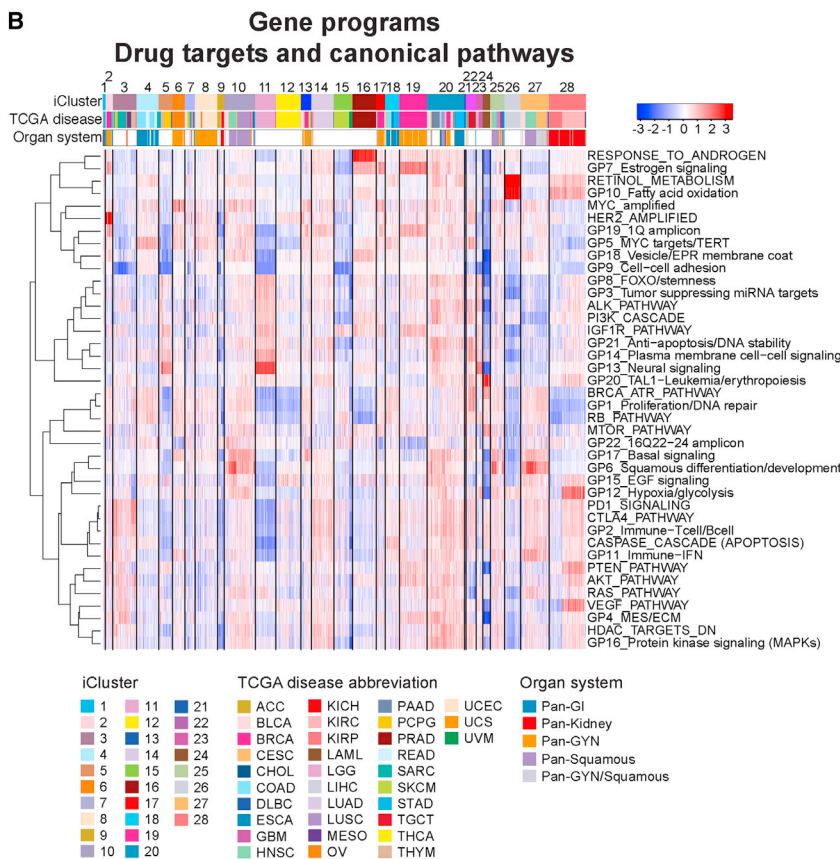 B
Gene programs
Drug targets and canonical pathways
2 2224
1 3 4 5 6 7 8 9 10 11 12 13 14 15 16 17 18 19 20 21 23 25 26 27 28
iCluster
TCGA disease
Organ system
-3 -2 -1 0 1 2 3
RESPONSE_TO_ANDROGEN
GP7_Estrogen signaling
RETINOL_METABOLISM
GP10_Fatty acid oxidation
MYC_amplified
HER2_AMPLIFIED
GP19_1Q amplicon
GP5_MYC targets/TERT
GP18_Vesicle/EPR membrane coat
GP9_Cell-cell adhesion
GP8_FOXO/stemness
GP3_Tumor suppressing miRNA targets
ALK_PATHWAY
PI3K_CASCADE
IGF1R_PATHWAY
GP21_Anti-apoptosis/DNA stability
GP14_Plasma membrane cell-cell signaling
GP13_Neural signaling
GP20_TAL1-Leukemia/erythropoiesis
BRCA_ATR_PATHWAY
GP1_Proliferation/DNA repair
RB_PATHWAY
MTOR_PATHWAY
GP22_16Q22-24 amplicon
GP17_Basal signaling
GP6_Squamous differentiation/development
GP15_EGF signaling
GP12_Hypoxia/glycolysis
PD1_SIGNALING
CTLA4_PATHWAY
GP2_Immune-Tcell/Bcell
CASPASE_CASCADE (APOPTOSIS)
GP11_Immune-IFN
PTEN_PATHWAY
AKT_PATHWAY
RAS_PATHWAY
VEGF_PATHWAY
GP4_MES/ECM
HDAC_TARGETS_DN
GP16_Protein kinase signaling (MAPKs)
iCluster
1 11 21
2 12 13
3 13 22
4 14 23
5 15 24
6 16 25
7 17 26
8 18 27
9 19 28
10 20
TCGA disease abbreviation
ACC KICH PAAD UCEC
BLCA KIRC PCPG UCS
BRCA KIRP PRAD UVM
CESC LAML READ
CHOL LGG SARC
COAD LIHC SKCM
DLBC LUAD STAD
ESCA LUSC TGCT
GBM MESO THCA
HNSC OV THYM
Organ system
Pan-GI
Pan-Kidney
Pan-GYN
Pan-Squamous
Pan-GYN/Squamous